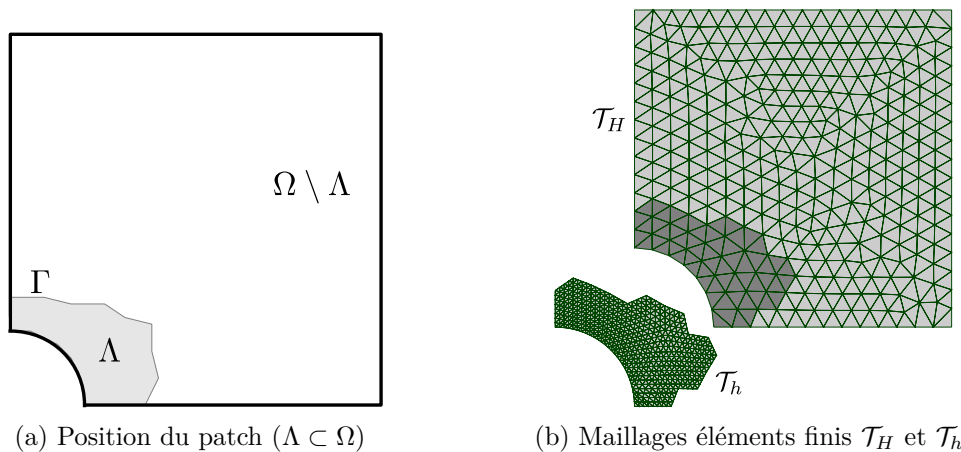 Ω \ Λ
Γ
Λ
𝒯_H
𝒯_h
(a) Position du patch (Λ ⊂ Ω)
(b) Maillages éléments finis 𝒯_H et 𝒯_h